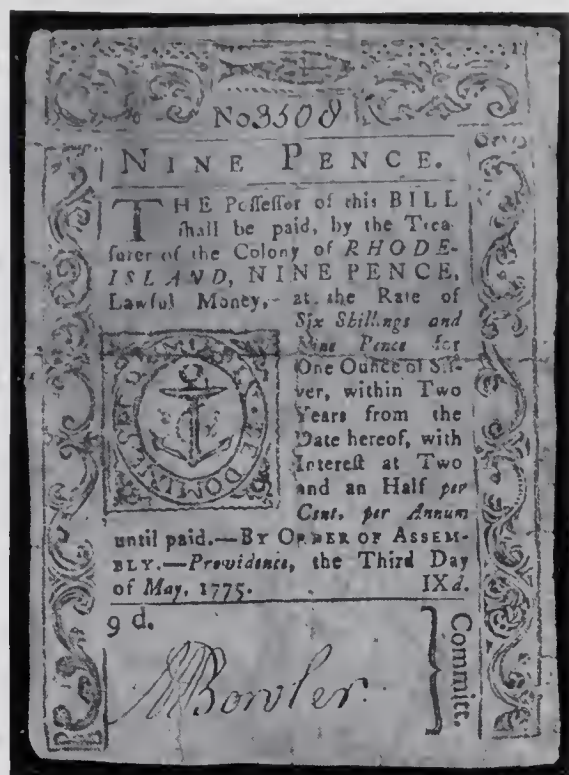 No 3508
NINE PENCE.
THE Poſſeſſor of this BILL
ſhall be paid, by the Trea-
ſurer of the Colony of RHODE-
ISLAND, NINE PENCE,
Lawful Money, at the Rate of
Six Shillings and
Nine Pence for
One Ounce of Sil-
ver, within Two
Years from the
Date hereof, with
Intereſt at Two
and an Half per
Cent. per Annum
until paid.—BY ORDER OF ASSEM-
BLY.—Providence, the Third Day
of May, 1775. IXd.
IN TE DOMINE
9 d.
Bowler
Committ.